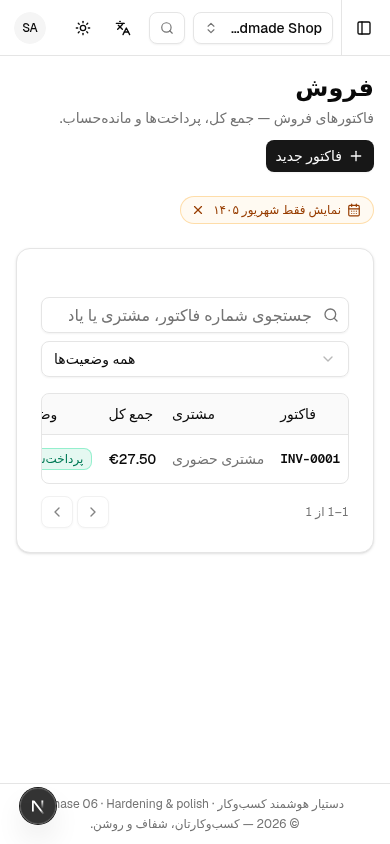 SA
...dmade Shop
فروش
فاکتورهای فروش — جمع کل، پرداخت‌ها و مانده‌حساب.
فاکتور جدید
نمایش فقط شهریور ۱۴۰۵
جستجوی شماره فاکتور، مشتری یا یاد
همه وضعیت‌ها
فاکتور مشتری جمع کل
INV-0001 مشتری حضوری €27.50
1–1 از 1
دستیار هوشمند کسب‌وکار · 06 Hardening & polish
© 2026 — کسب‌وکارتان، شفاف و روشن.
N